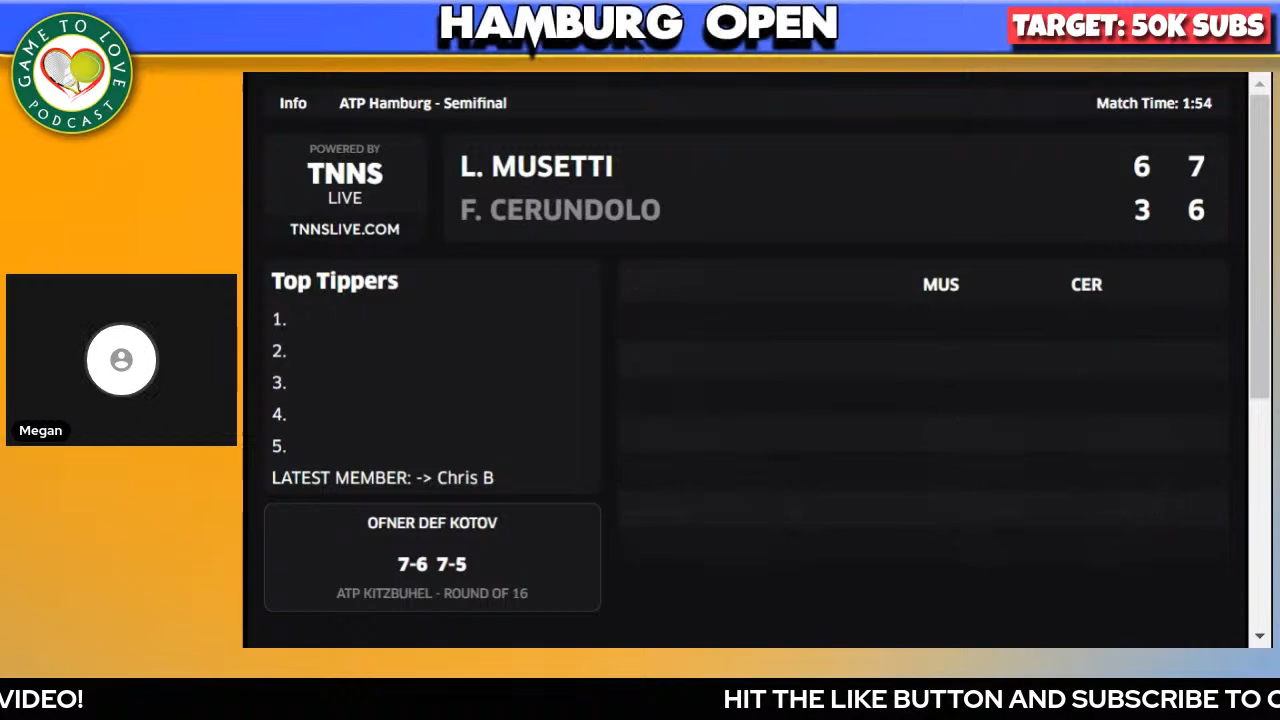 HAMBURG OPEN
TARGET: 50K SUBS
GAME TO LOVE
PODCAST
Info ATP Hamburg - Semifinal Match Time: 1:54
POWERED BY
TNNS
LIVE
TNNSLIVE.COM
L. MUSETTI 6 7
F. CERUNDOLO 3 6
Top Tippers
1.
2.
3.
4.
5.
LATEST MEMBER: -> Chris B
MUS CER
OFNER DEF KOTOV
7-6 7-5
ATP KITZBUHEL - ROUND OF 16
Megan
VIDEO! HIT THE LIKE BUTTON AND SUBSCRIBE TO